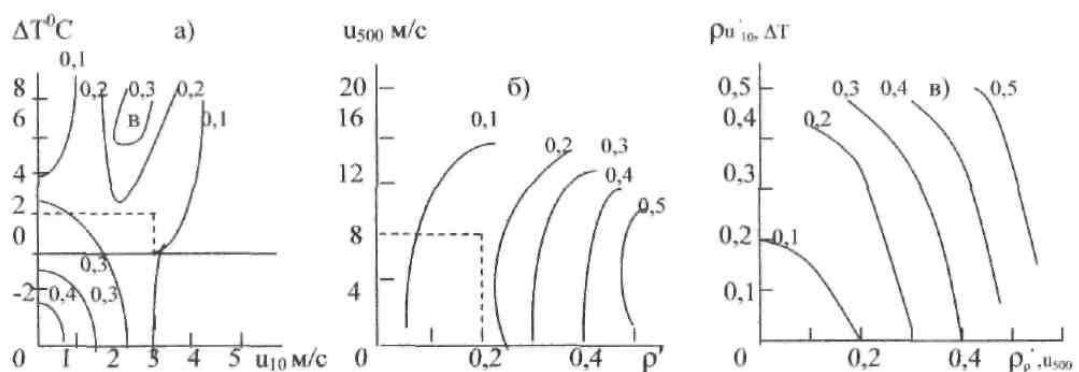 ΔT⁰C а)
0,1
8
0,2 0,3 0,2
6 в 0,1
4
2
0
0,3
-2 0,4 0,3
0 1 2 3 4 5
u₁₀ м/с
u₅₀₀ м/с
20 б)
16 0,1
0,2 0,3
12 0,4
0,5
8
4
0 0,2 0,4 ρ'
ρu'₁₀, ΔT
0,5 0,3 0,4 в) 0,5
0,4 0,2
0,3
0,2 0,1
0,1
0 0,2 0,4 ρρ',u₅₀₀